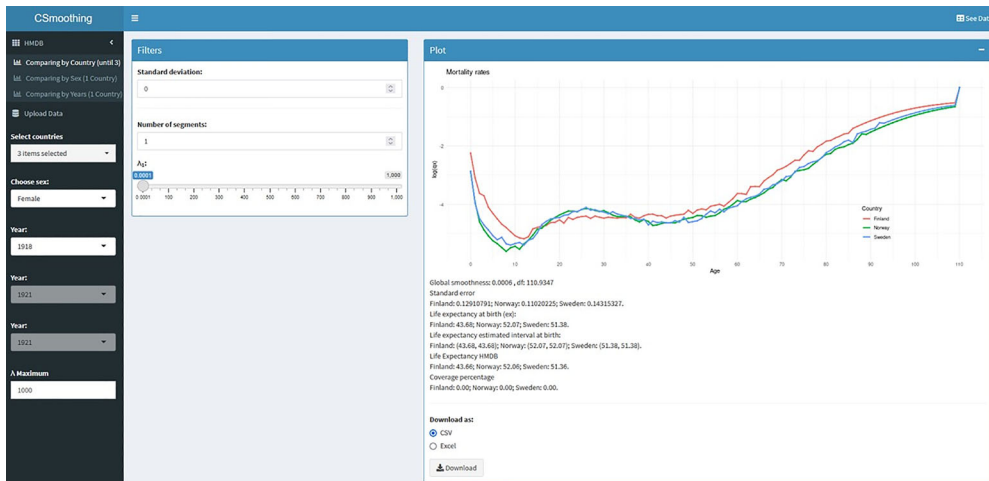 CSmoothing
See Dat
HMDB
Comparing by Country (until 3)
Comparing by Sex (1 Country)
Comparing by Years (1 Country)
Upload Data
Select countries
3 items selected
Choose sex:
Female
Year:
1918
Year:
1921
Year:
1921
λ Maximum
1000
Filters
Standard deviation:
0
Number of segments:
1
λ1:
0.0001 1,000
0.0001 100 200 300 400 500 600 700 800 900 1,000
Plot
Mortality rates
log(qx)
0
-2
-4
0 10 20 30 40 50 60 70 80 90 100 110
Age
Country
Finland
Norway
Sweden
Global smoothness: 0.0006 , df: 110.9347
Standard error
Finland: 0.12910791; Norway: 0.11020225; Sweden: 0.14315327.
Life expectancy at birth (ex):
Finland: 43.68; Norway: 52.07; Sweden: 51.38.
Life expectancy estimated interval at birth:
Finland: (43.68, 43.68); Norway: (52.07, 52.07); Sweden: (51.38, 51.38).
Life Expectancy HMDB
Finland: 43.66; Norway: 52.06; Sweden: 51.36.
Coverage percentage
Finland: 0.00; Norway: 0.00; Sweden: 0.00.
Download as:
CSV
Excel
Download